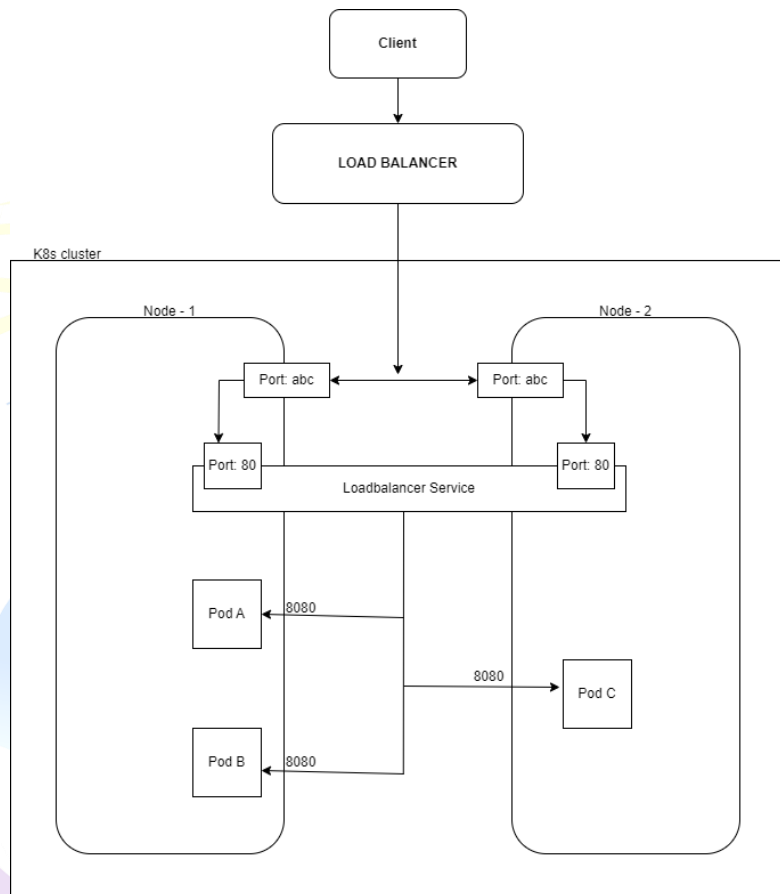 Client
LOAD BALANCER
K8s cluster
Node - 1
Node - 2
Port: abc
Port: abc
Port: 80
Port: 80
Loadbalancer Service
Pod A
8080
8080
Pod C
Pod B
8080